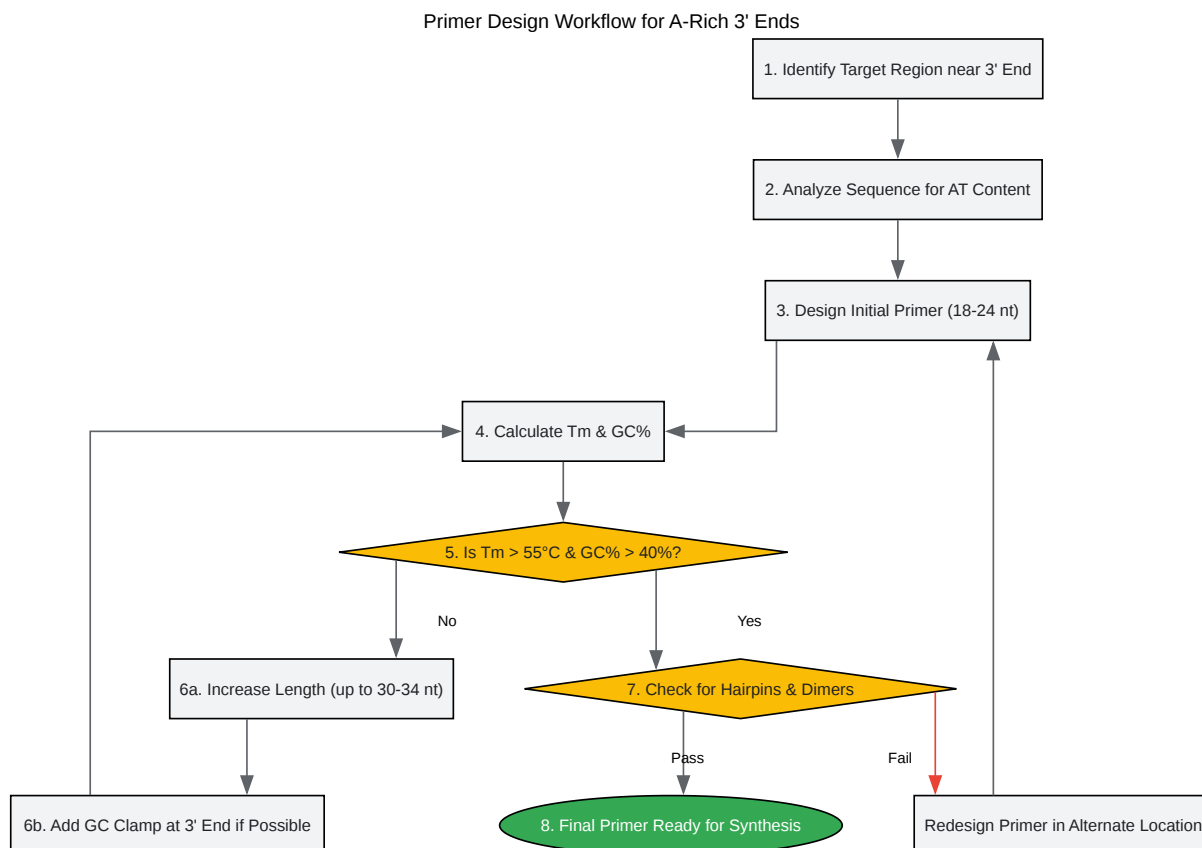 Primer Design Workflow for A-Rich 3' Ends
1. Identify Target Region near 3' End
2. Analyze Sequence for AT Content
3. Design Initial Primer (18-24 nt)
4. Calculate Tm & GC%
5. Is Tm > 55°C & GC% > 40%?
No
Yes
6a. Increase Length (up to 30-34 nt)
7. Check for Hairpins & Dimers
Pass
Fail
6b. Add GC Clamp at 3' End if Possible
8. Final Primer Ready for Synthesis
Redesign Primer in Alternate Location